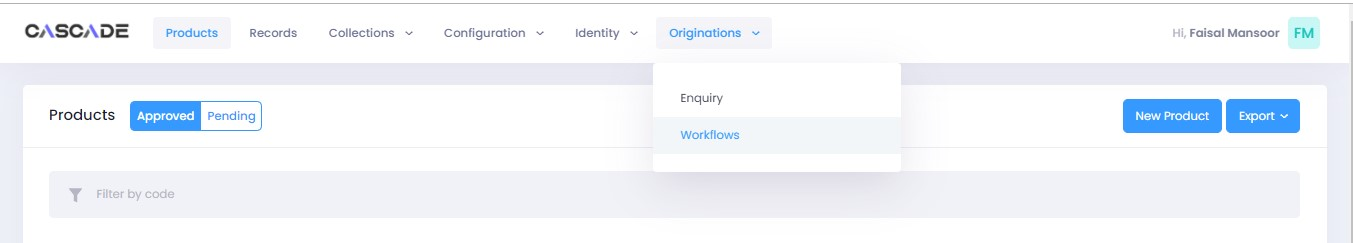 CASCADE Products Records Collections Configuration Identity Originations Hi, Faisal Mansoor FM
Enquiry
Products Approved Pending New Product Export
Workflows
Filter by code